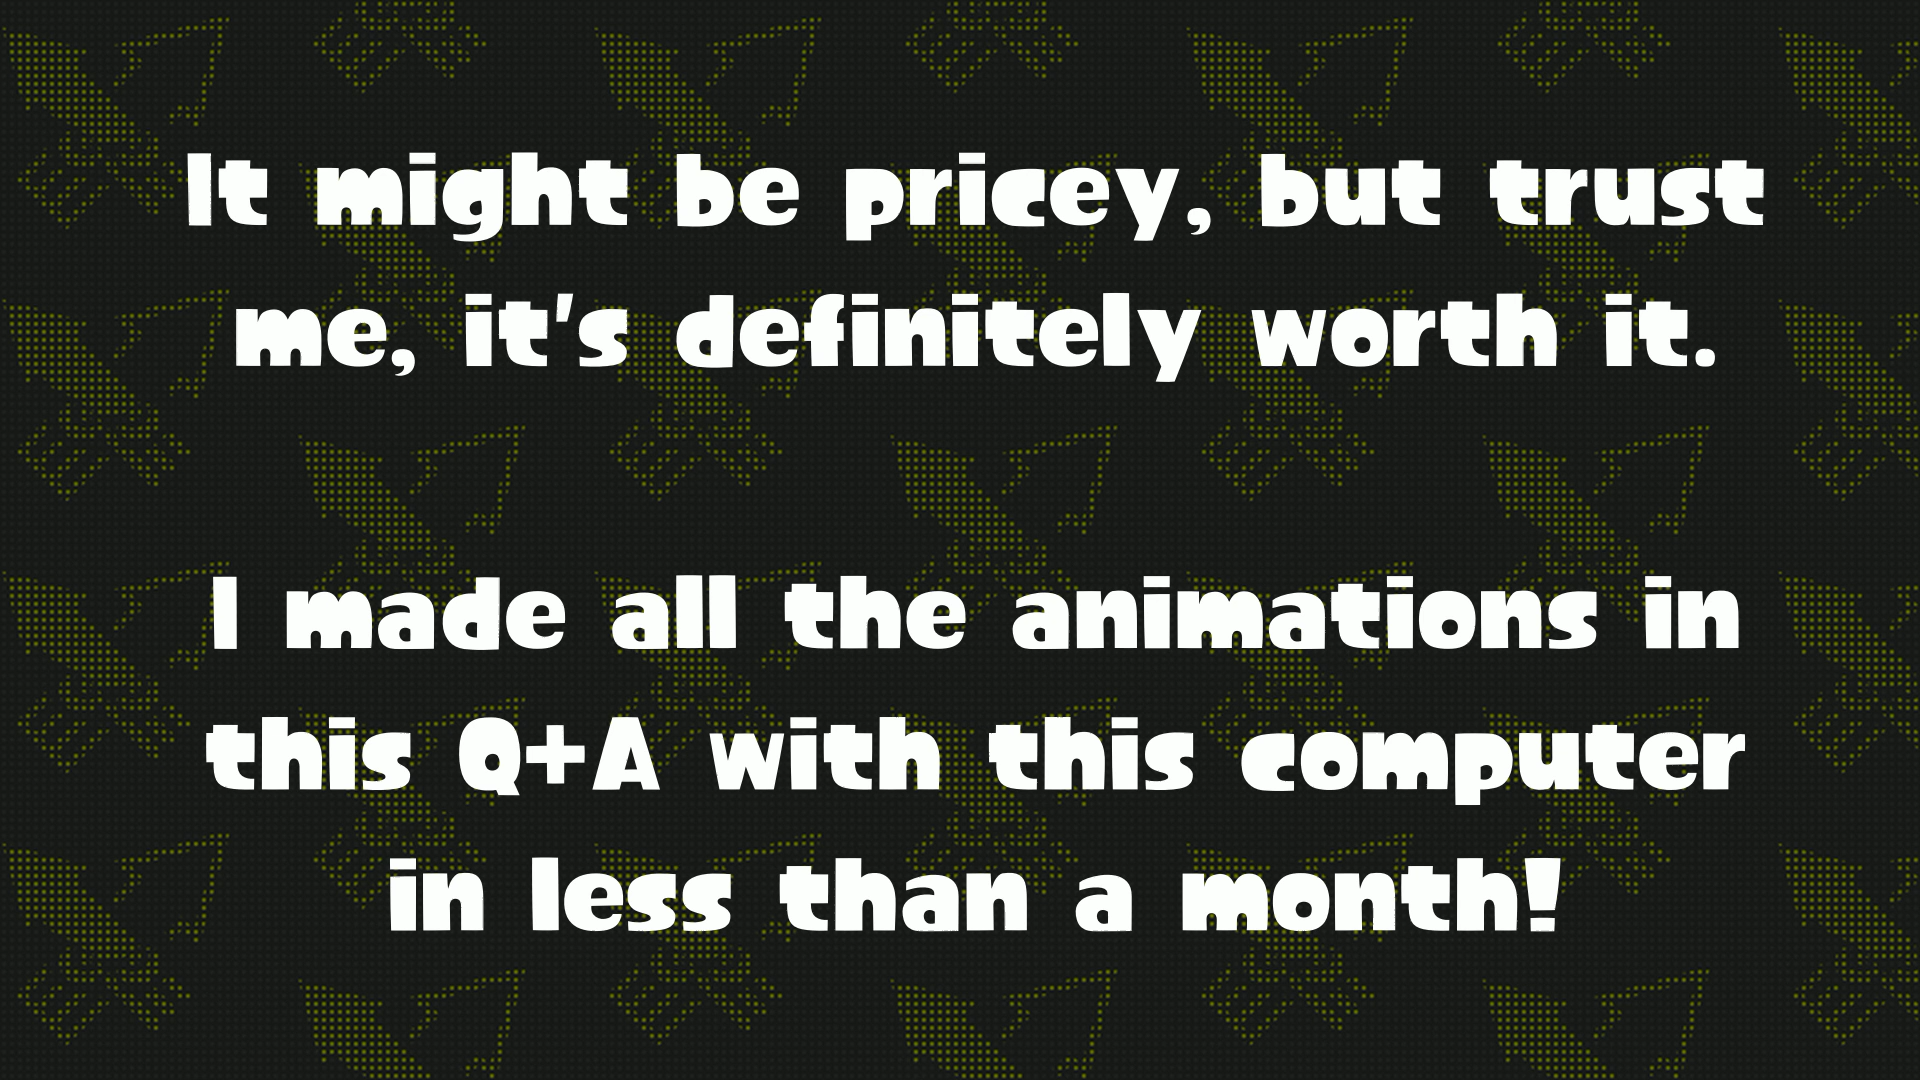 It might be pricey, but trust
me, it's definitely worth it.
I made all the animations in
this Q+A with this computer
in less than a month!